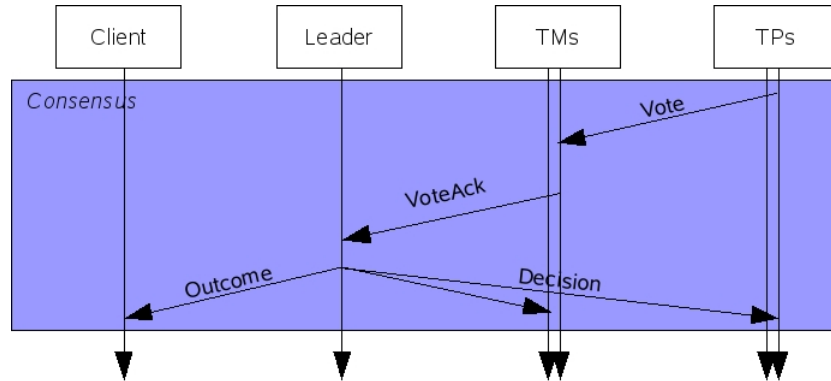 Client
Leader
TMs
TPs
Consensus
Vote
VoteAck
Outcome
Decision